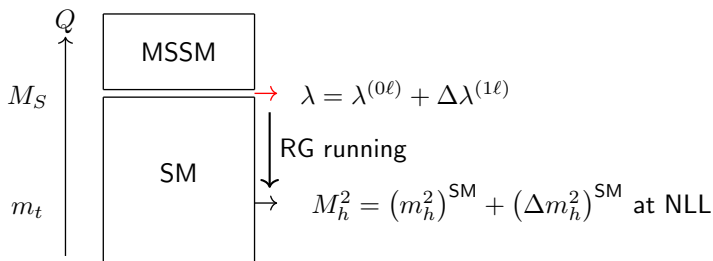 Q
MSSM
M_S
λ = λ^{(0ℓ)} + Δλ^{(1ℓ)}
RG running
SM
m_t
M_h^2 = (m_h^2)^{SM} + (Δm_h^2)^{SM} at NLL